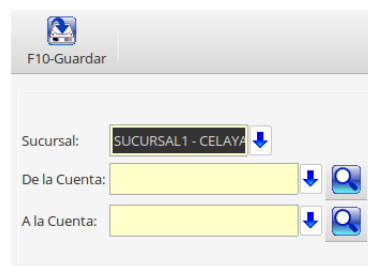 F10-Guardar
Sucursal: SUCURSAL1 - CELAYA
De la Cuenta:
A la Cuenta: